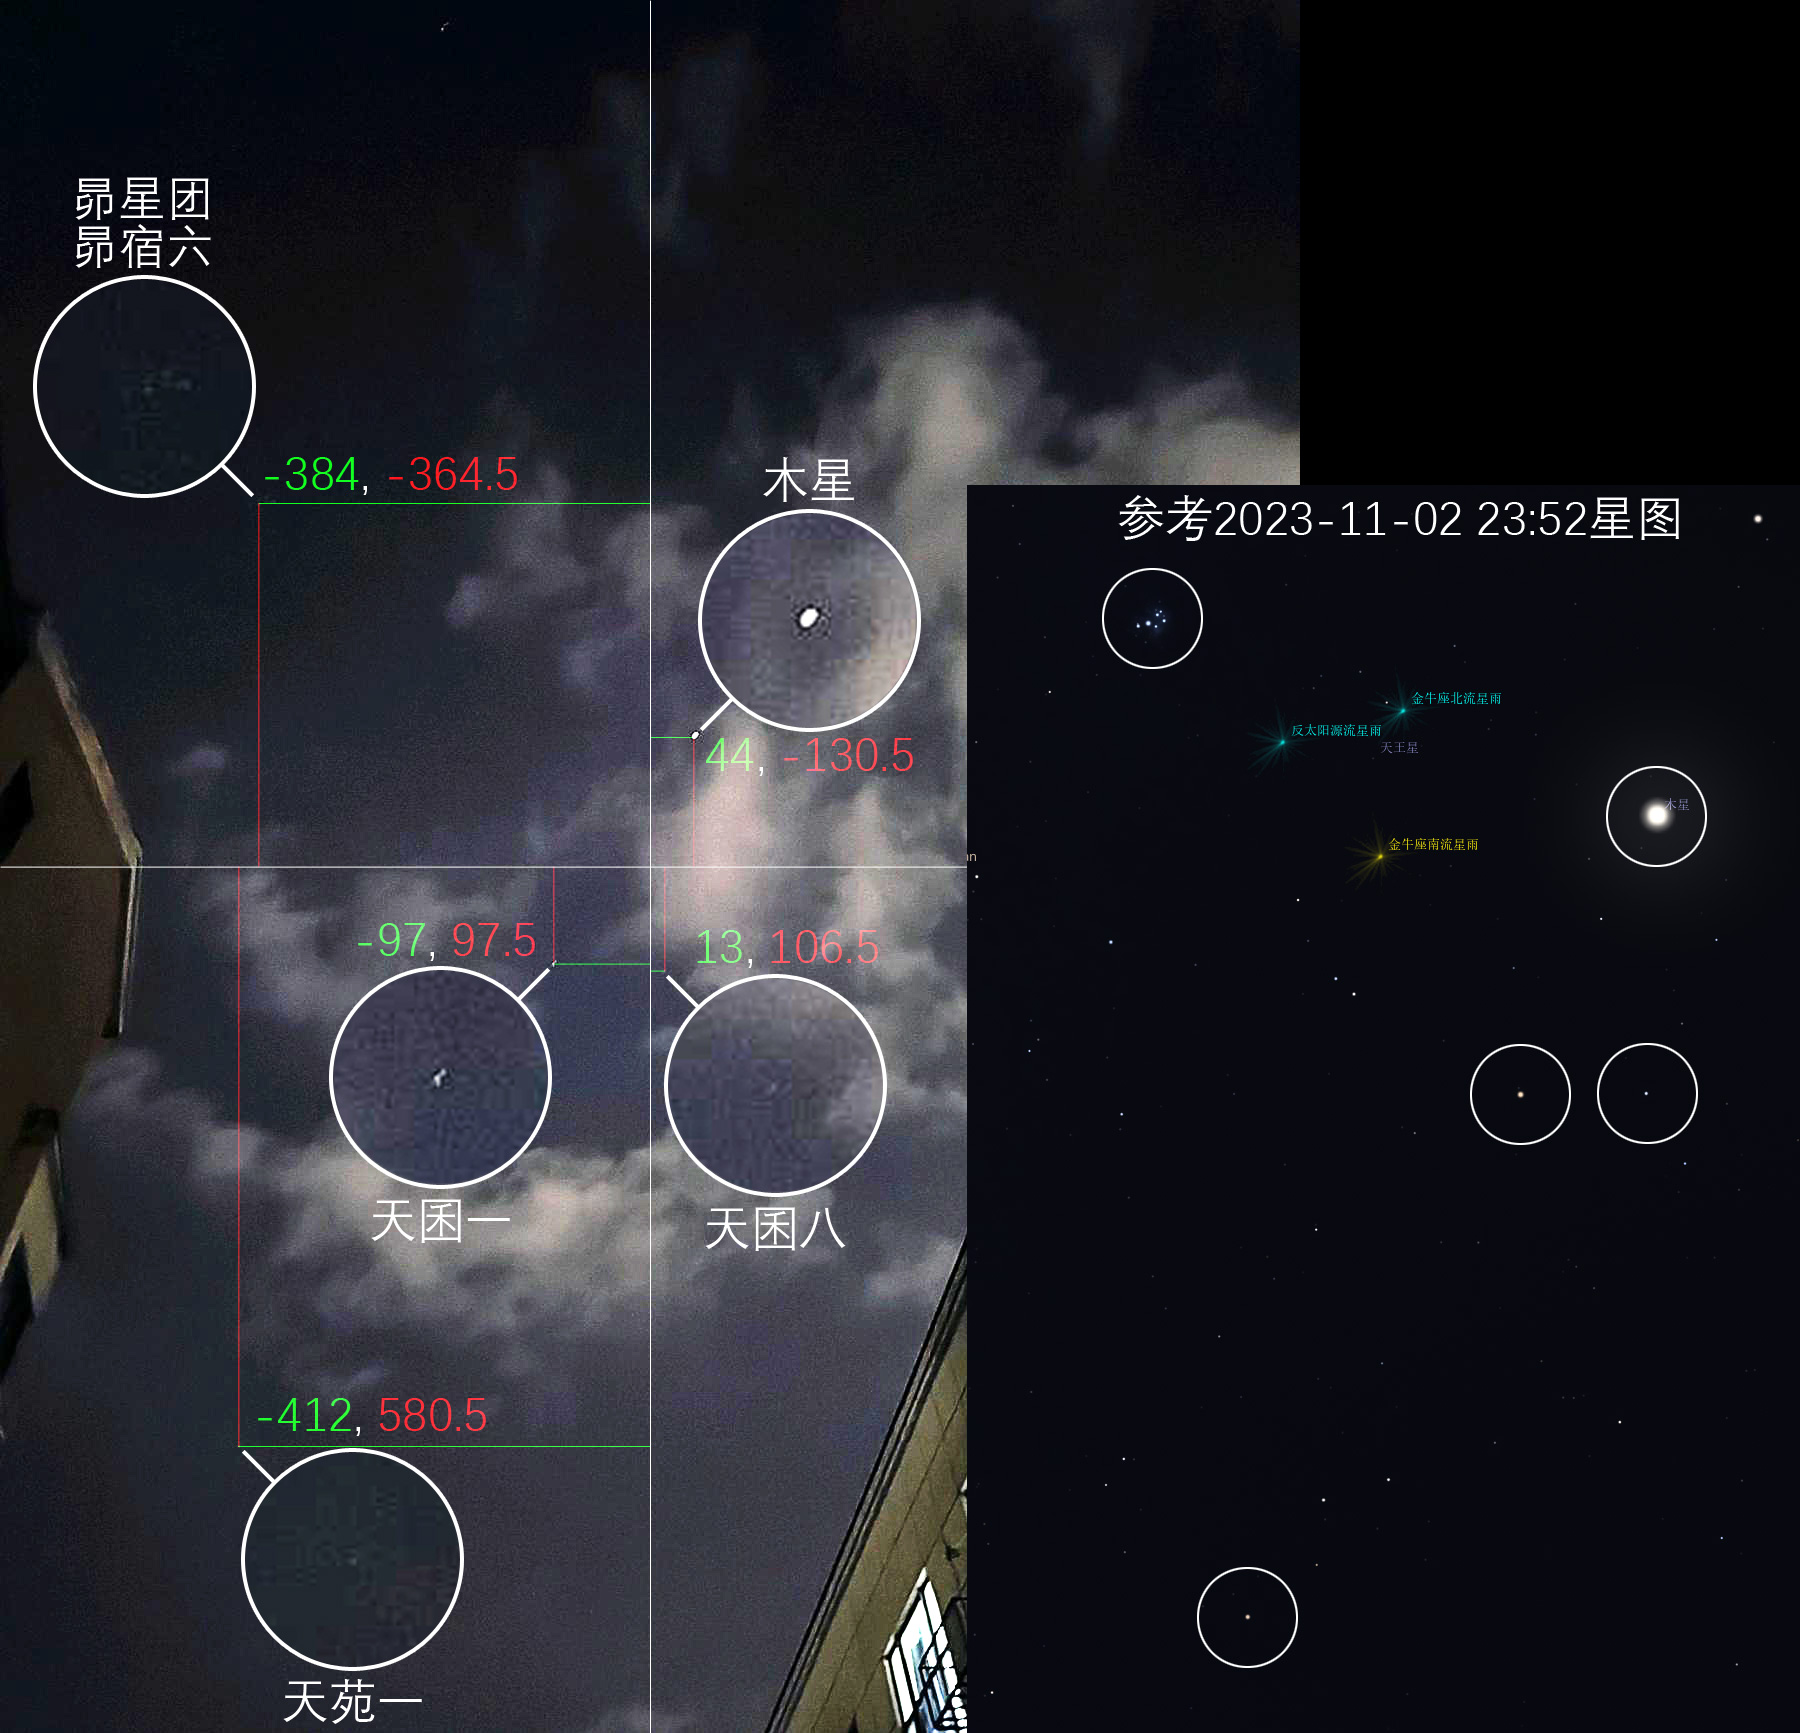 昴星团
昴宿六
-384, -364.5
木星
44, -130.5
-97, 97.5
13, 106.5
天囷一
天囷八
-412, 580.5
天苑一
参考2023-11-02 23:52星图
金牛座北流星雨
反太阳源流星雨
天王星
木星
金牛座南流星雨